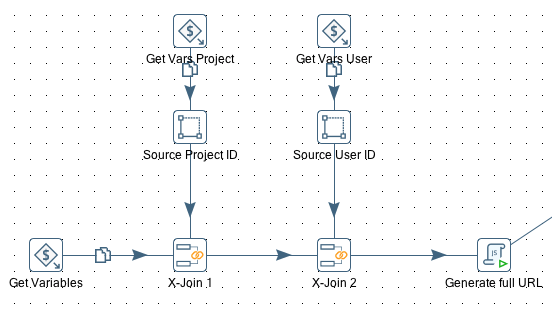 Get Vars Project
Get Vars User
Source Project ID
Source User ID
Get Variables
X-Join 1
X-Join 2
JS
Generate full URL